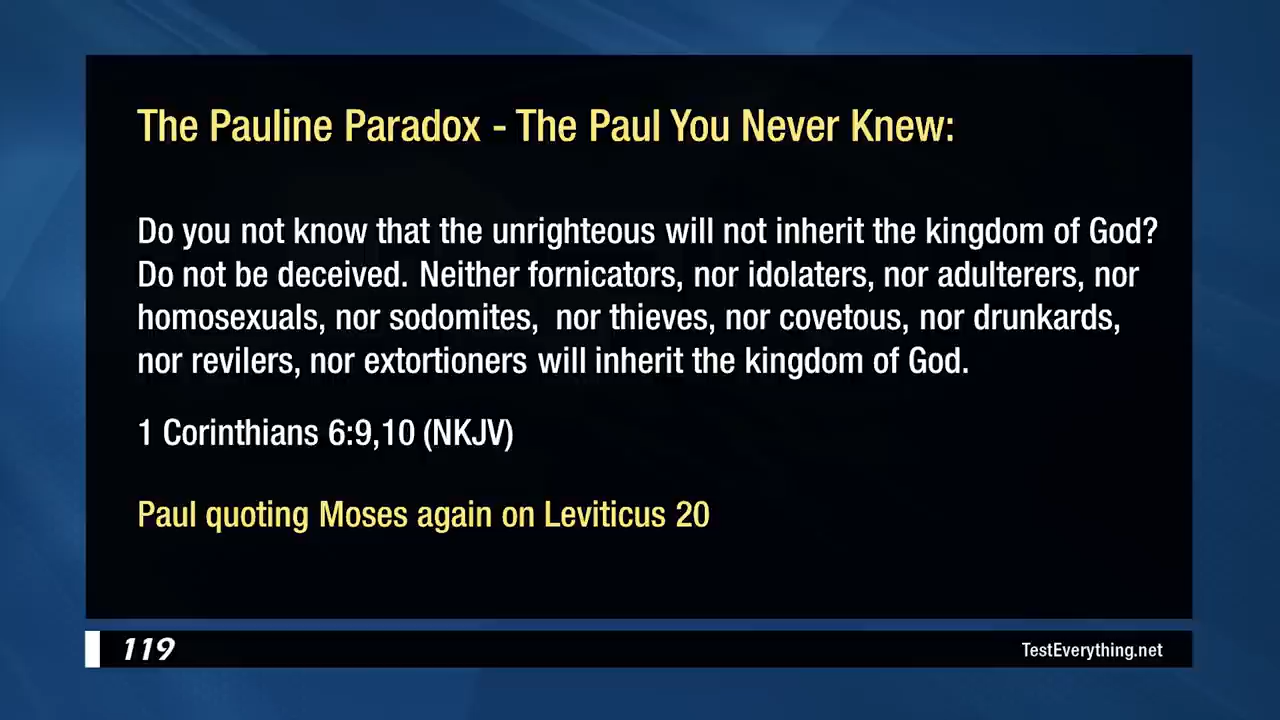 The Pauline Paradox - The Paul You Never Knew:
Do you not know that the unrighteous will not inherit the kingdom of God?
Do not be deceived. Neither fornicators, nor idolaters, nor adulterers, nor
homosexuals, nor sodomites,  nor thieves, nor covetous, nor drunkards,
nor revilers, nor extortioners will inherit the kingdom of God.
1 Corinthians 6:9,10 (NKJV)
Paul quoting Moses again on Leviticus 20
119
TestEverything.net